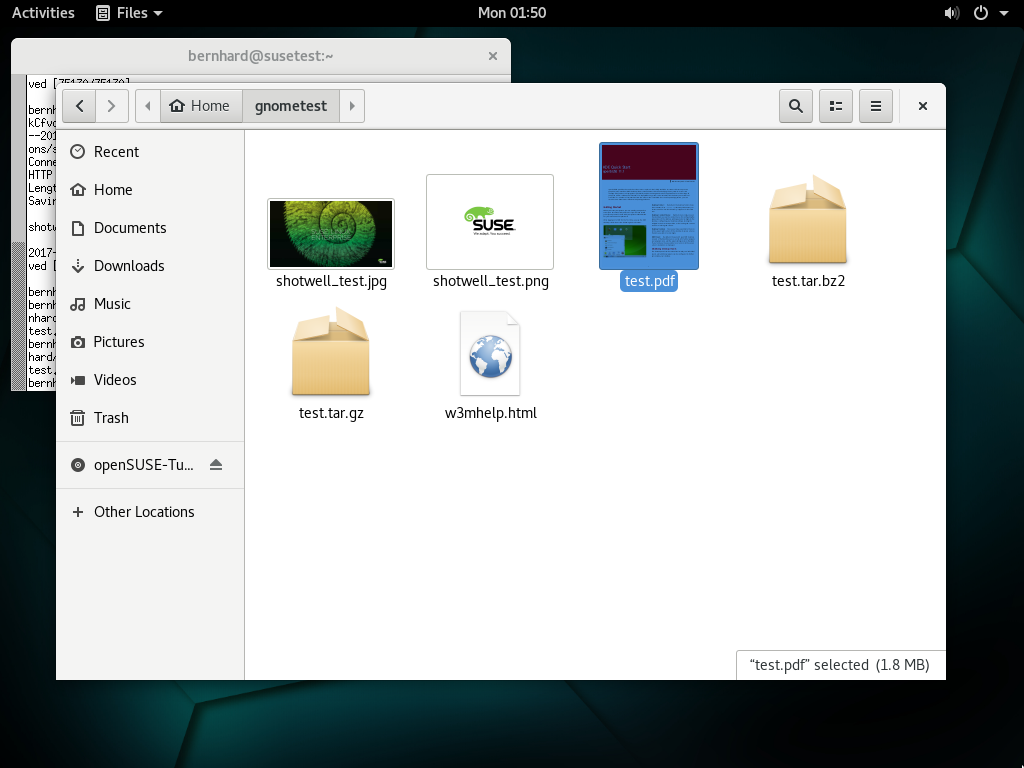 Activities Files Mon 01:50
bernhard@susetest:~
ved [75170/75170]
bernh
--201
ons/s
Conne
HTTP
Lengt
Savin
shotw
2017-
ved [
bernh
bernh
nhard
test.
bernh
hard/
test.
bernh
Home gnometest
Recent
Home
Documents
Downloads
Music
Pictures
Videos
Trash
openSUSE-Tu...
Other Locations
SUSE
shotwell_test.jpg shotwell_test.png test.pdf test.tar.bz2
test.tar.gz w3mhelp.html
“test.pdf” selected (1.8 MB)